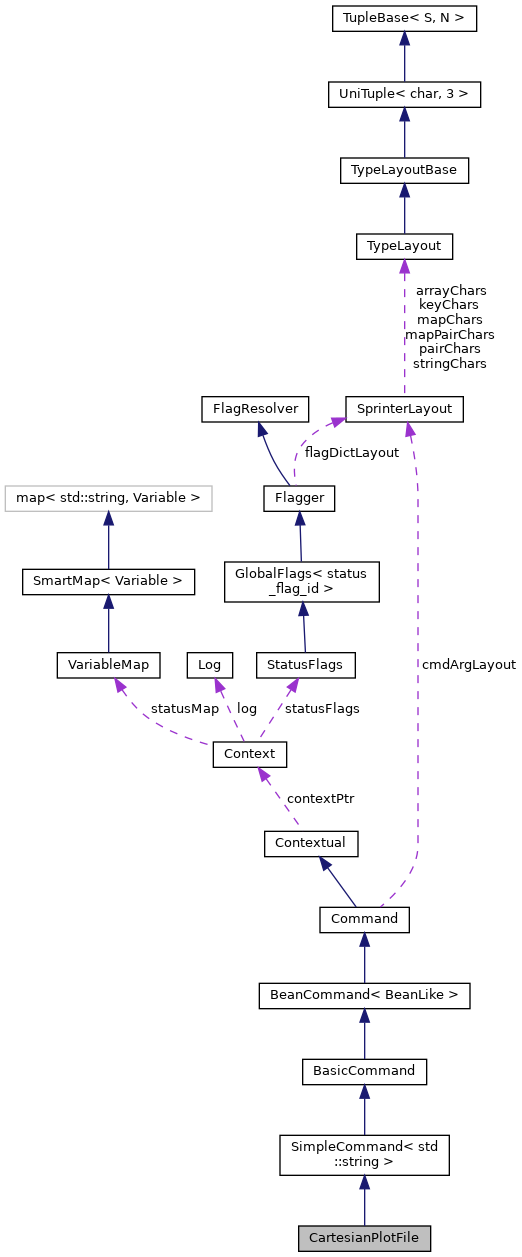 TupleBase< S, N >
UniTuple< char, 3 >
TypeLayoutBase
TypeLayout
arrayChars
keyChars
mapChars
mapPairChars
pairChars
stringChars
FlagResolver
SprinterLayout
flagDictLayout
map< std::string, Variable >
Flagger
SmartMap< Variable >
GlobalFlags< status
_flag_id >
VariableMap
Log
StatusFlags
cmdArgLayout
statusMap
log
statusFlags
Context
contextPtr
Contextual
Command
BeanCommand< BeanLike >
BasicCommand
SimpleCommand< std
::string >
CartesianPlotFile